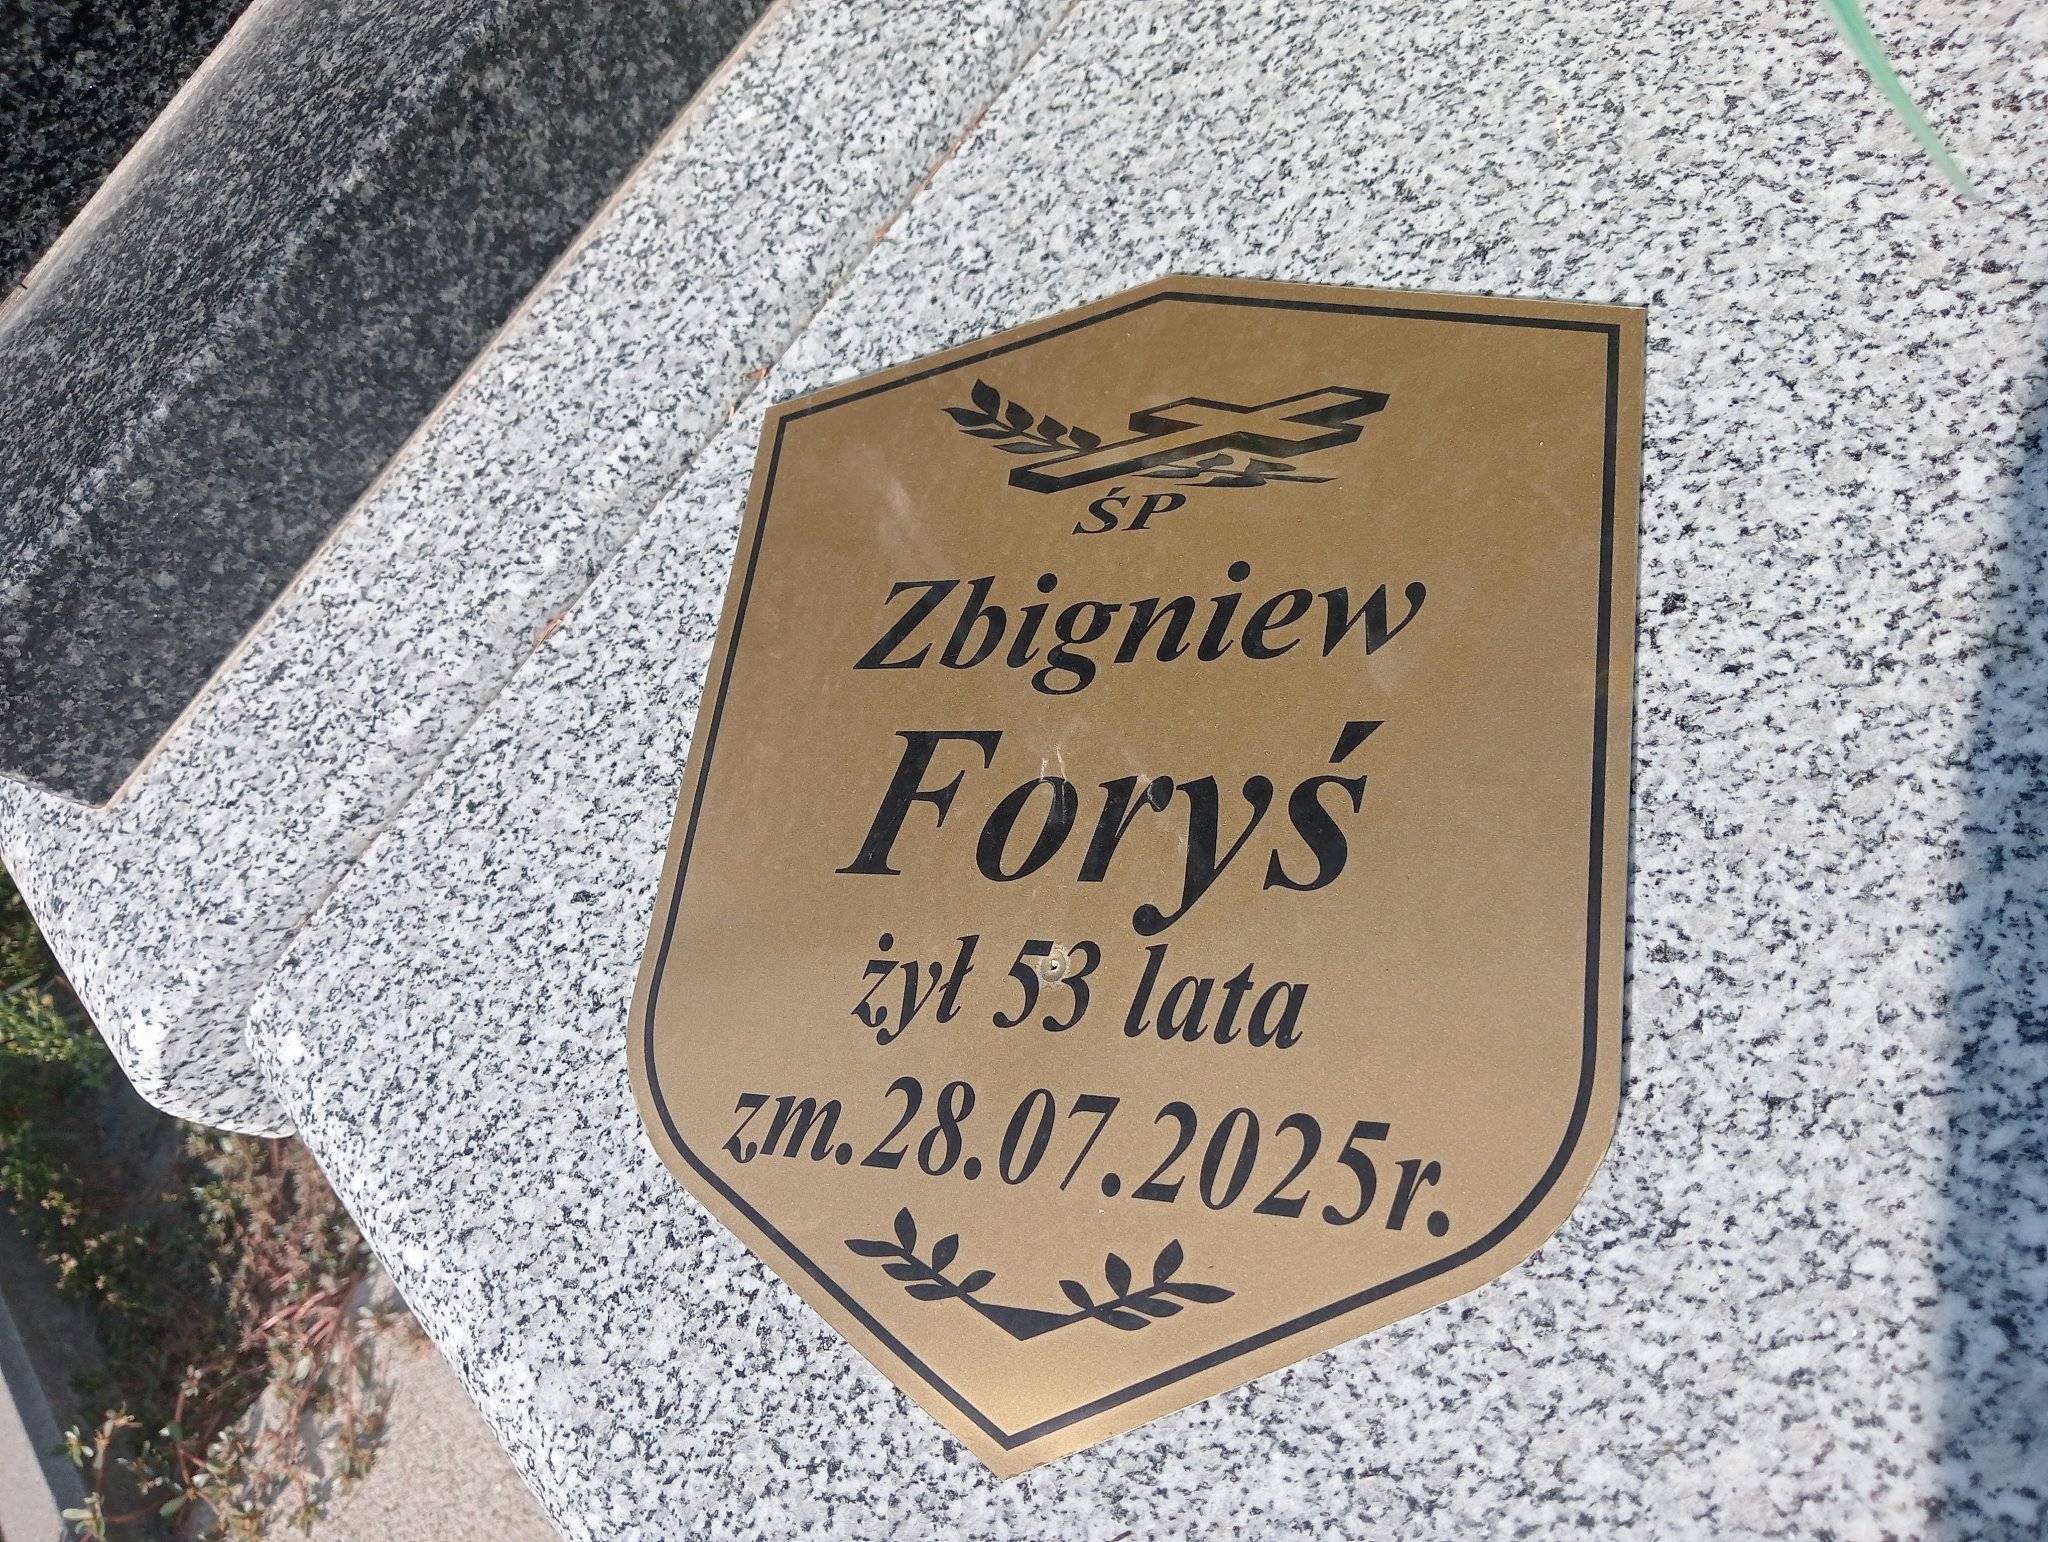 ŚP
Zbigniew
Foryś
żył 53 lata
zm. 28.07.2025r.